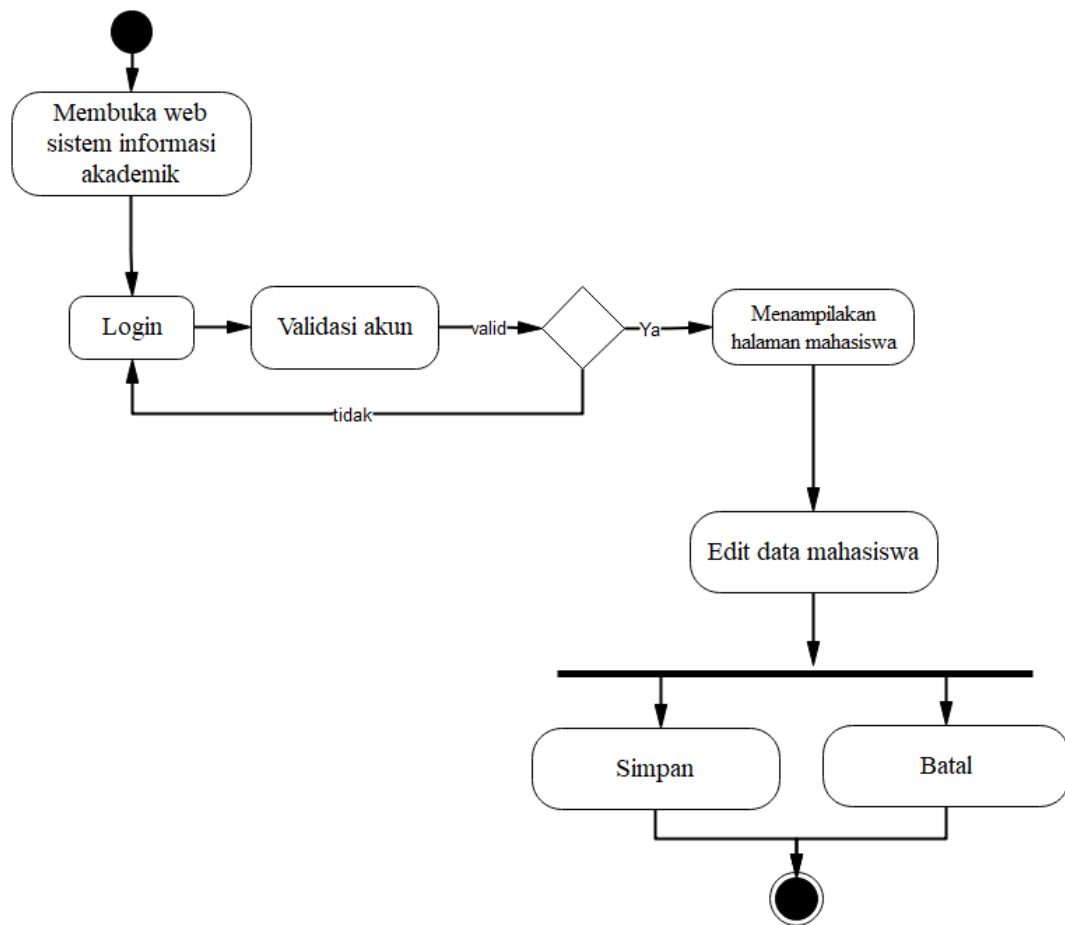 Membuka web
sistem informasi
akademik
Login
Validasi akun
valid
Ya
Menampilakan
halaman mahasiswa
tidak
Edit data mahasiswa
Simpan
Batal